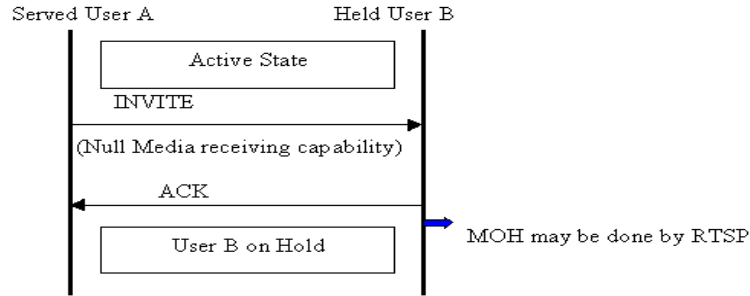 Served User A
Held User B
Active State
INVITE
(Null Media receiving capability)
ACK
MOH may be done by RTSP
User B on Hold